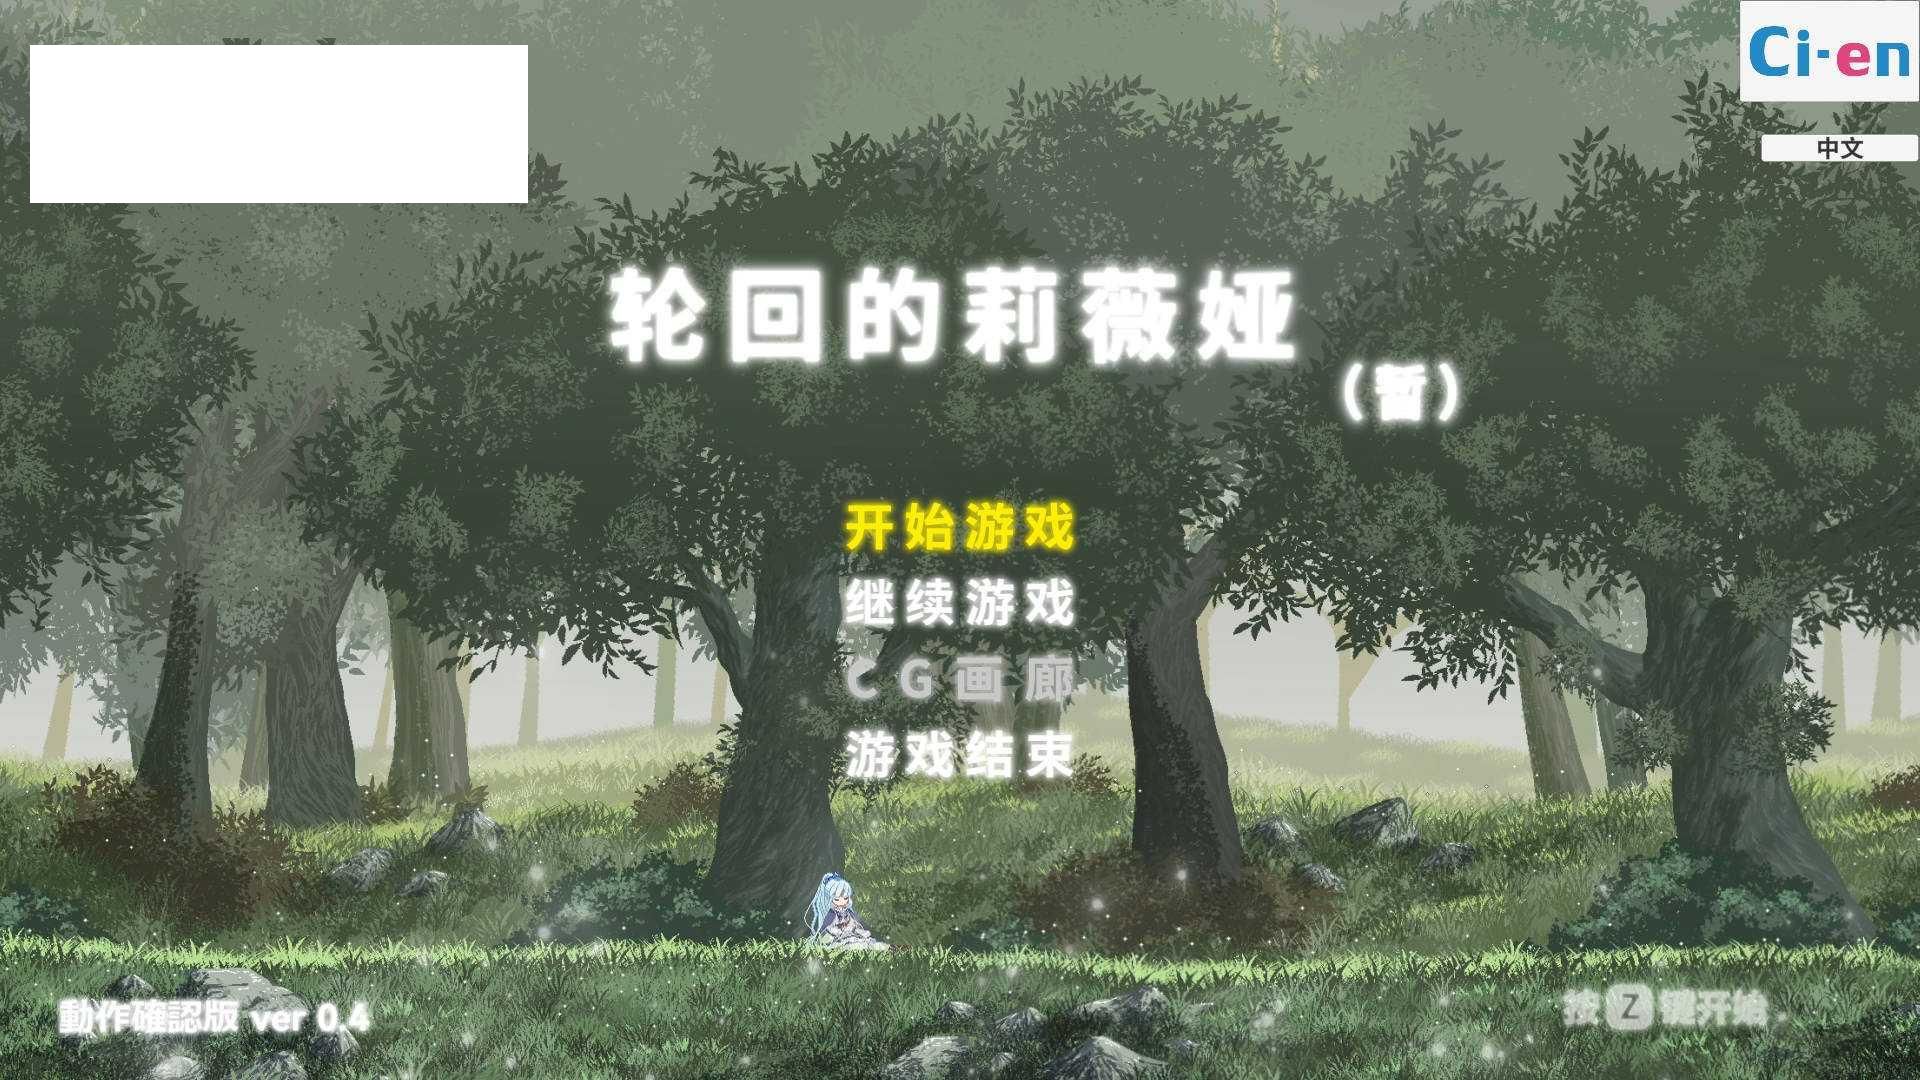 Ci-en
中文
轮回的莉薇娅
（暂）
开始游戏
继续游戏
CG画廊
游戏结束
動作確認版 ver 0.4
按 Z 键开始